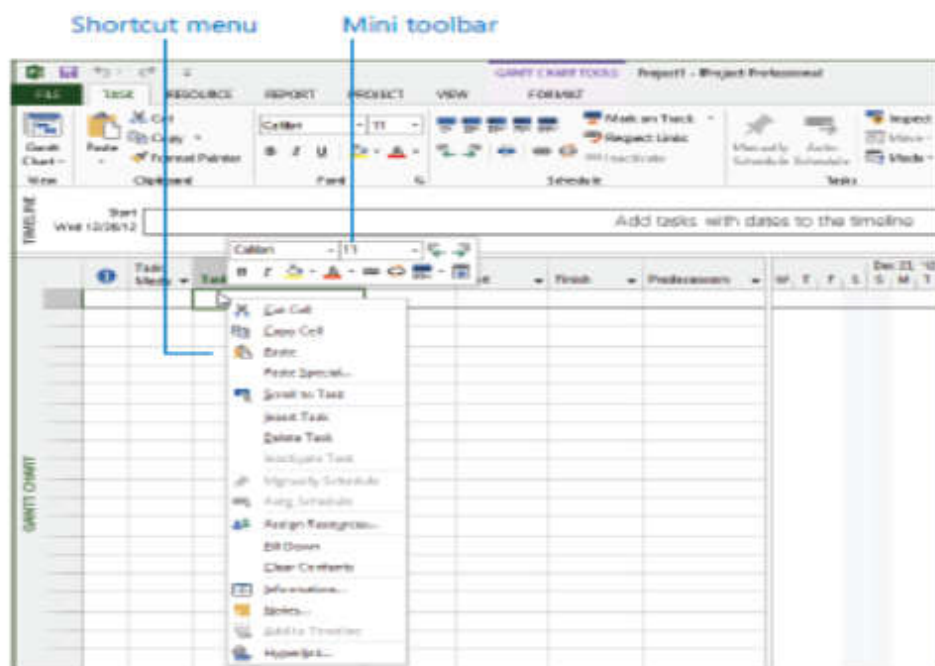 Shortcut menu Mini toolbar
GANTT CHART TOOLS Project1 - Project Professional
FILE TASK RESOURCE REPORT PROJECT VIEW FORMAT
Cut Calibri 11 Mark on Track Inspect
Gantt Chart Paste Copy B I U Respect Links Manually Schedule Auto Schedule Move
Format Painter Inactivate Mode
View Clipboard Font Schedule Tasks
TIMELINE
Start
Wed 12/26/12
Add tasks with dates to the timeline
Calibri 11
B I
Task Mode Finish Predecessors
W T F S S M T
Cut Cell
Copy Cell
Paste
Paste Special...
Scroll to Task
Insert Task
Delete Task
Inactivate Task
Manually Schedule
Auto Schedule
Assign Resources...
Fill Down
Clear Contents
Information...
Notes...
Add to Timeline
Hyperlink...
GANTT CHART